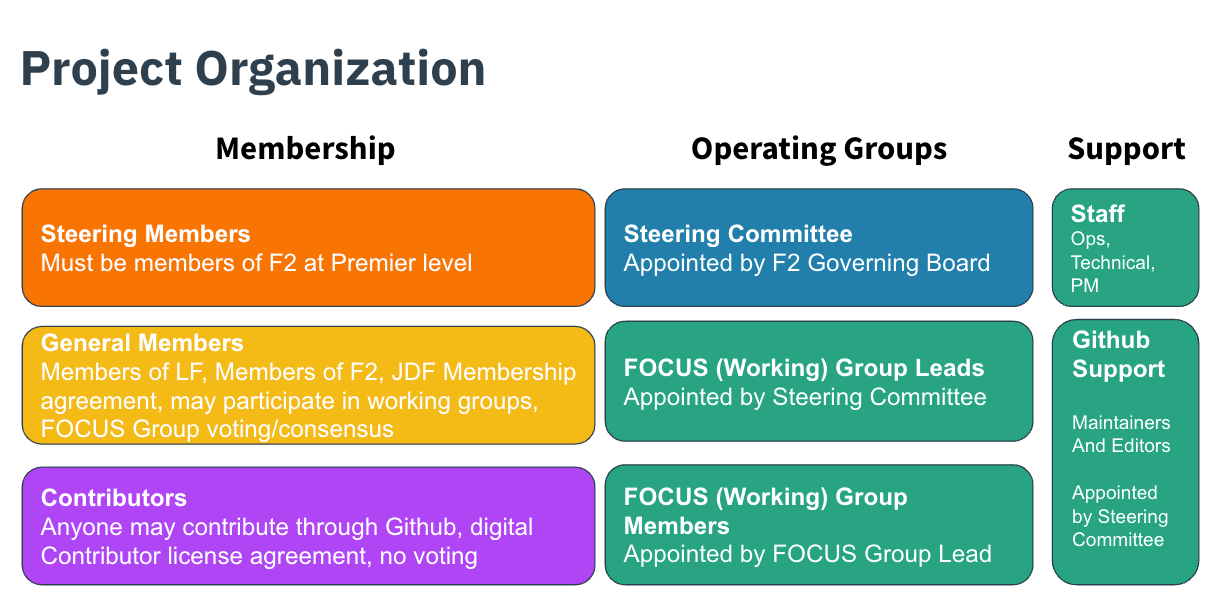 Project Organization
Membership
Operating Groups
Support
Steering Members
Must be members of F2 at Premier level
Steering Committee
Appointed by F2 Governing Board
Staff
Ops,
Technical,
PM
General Members
Members of LF, Members of F2, JDF Membership
agreement, may participate in working groups,
FOCUS Group voting/consensus
FOCUS (Working) Group Leads
Appointed by Steering Committee
Github
Support
Maintainers
And Editors
Appointed
by Steering
Committee
Contributors
Anyone may contribute through Github, digital
Contributor license agreement, no voting
FOCUS (Working) Group
Members
Appointed by FOCUS Group Lead